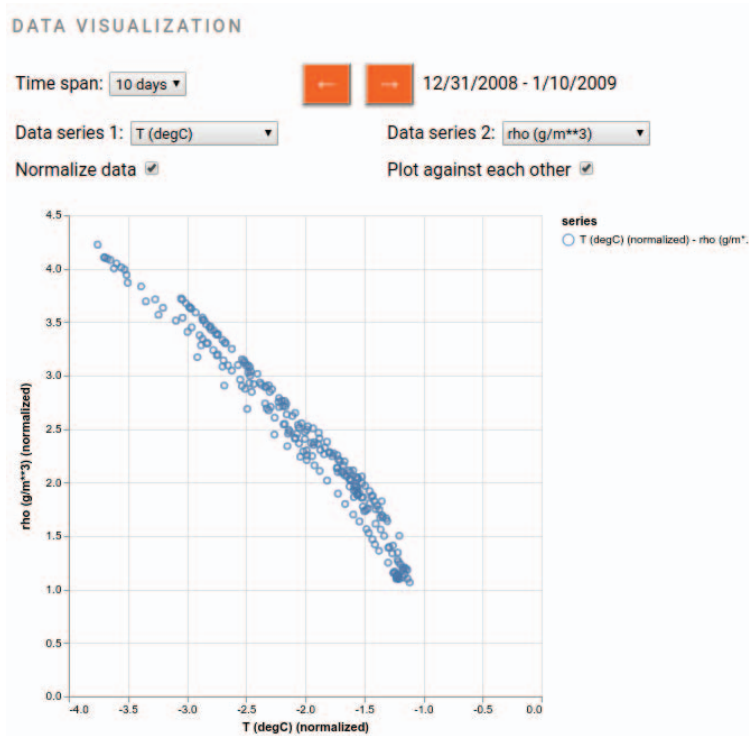 DATA VISUALIZATION
Time span: 10 days ▾ ← → 12/31/2008 - 1/10/2009
Data series 1: T (degC) ▾ Data series 2: rho (g/m**3) ▾
Normalize data Plot against each other
series
T (degC) (normalized) - rho (g/m*..
4.5
4.0
3.5
3.0
2.5
2.0
1.5
1.0
0.5
0.0
rho (g/m**3) (normalized)
-4.0 -3.5 -3.0 -2.5 -2.0 -1.5 -1.0 -0.5 0.0
T (degC) (normalized)